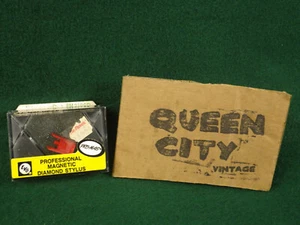 PROFESSIONAL
MAGNETIC
DIAMOND STYLUS
QUEEN
CITY
VINTAGE